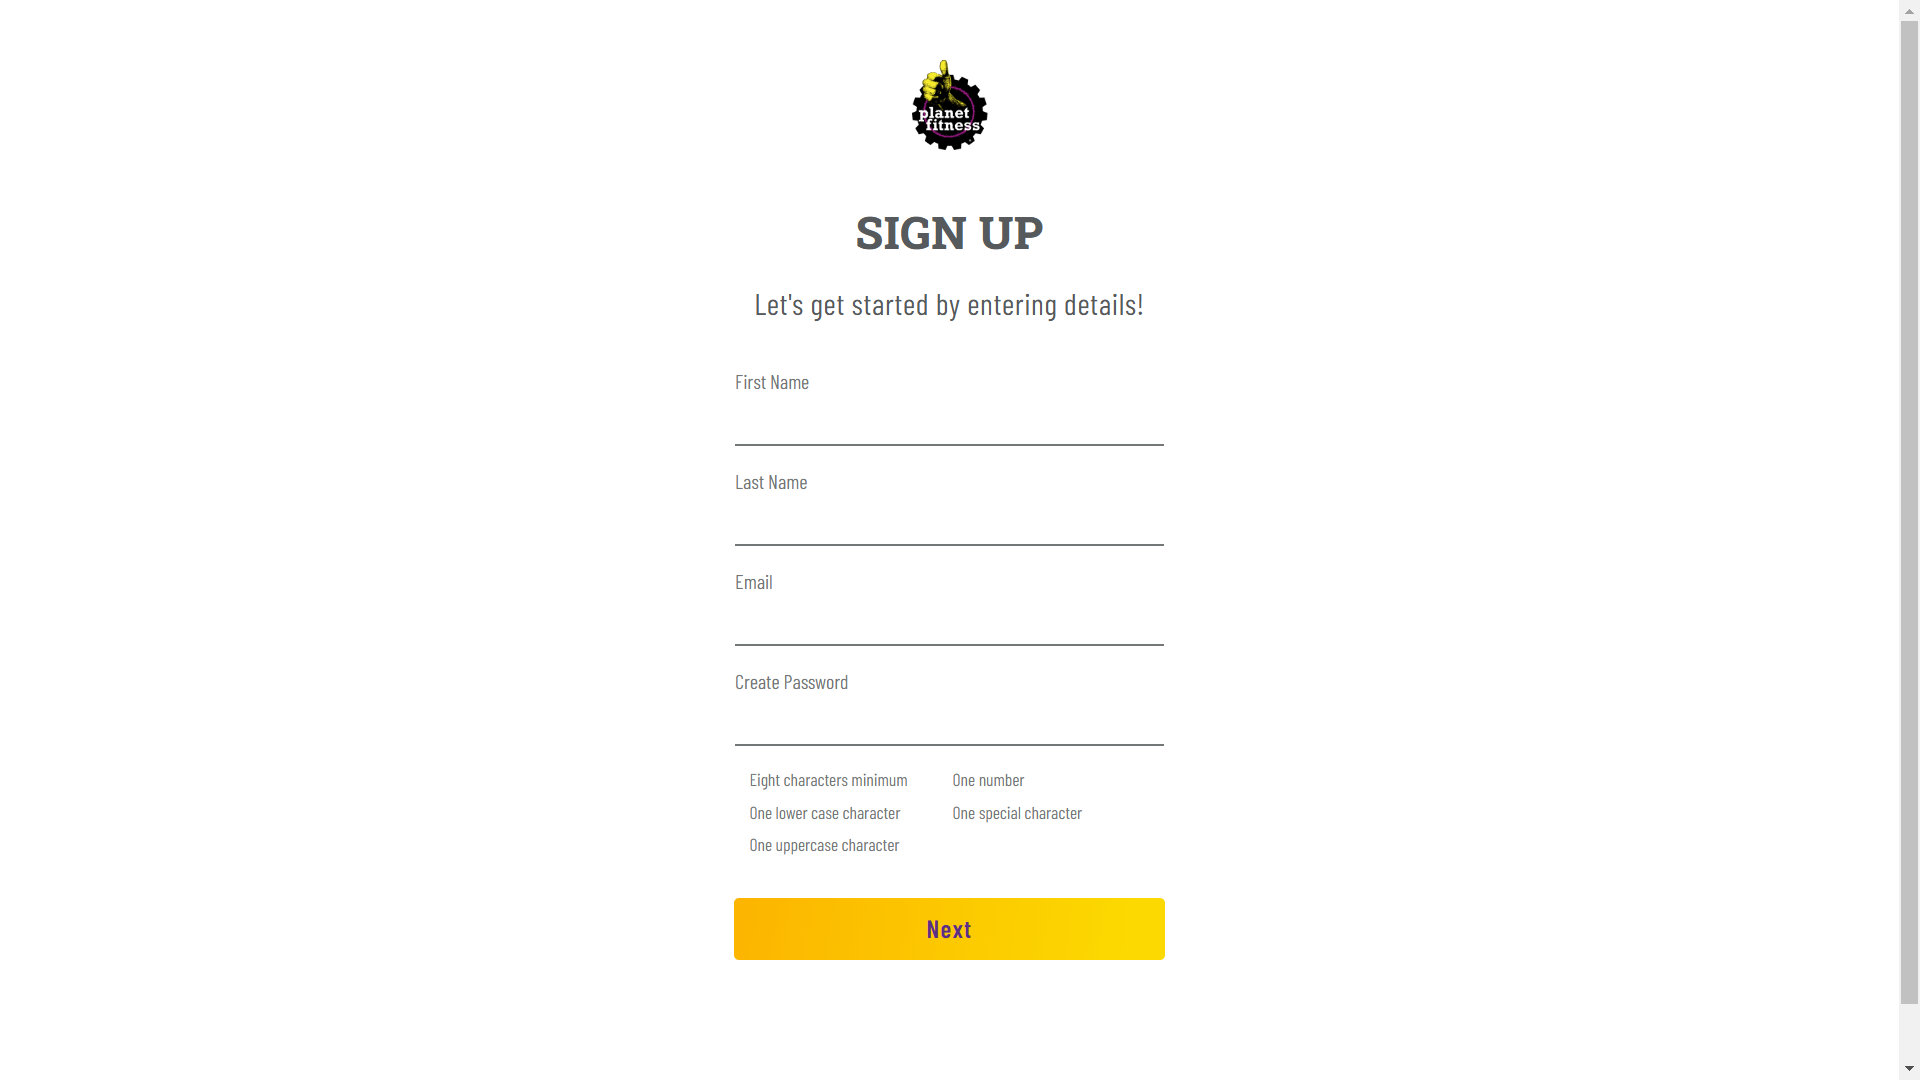 planet
fitness
SIGN UP
Let's get started by entering details!
First Name
Last Name
Email
Create Password
Eight characters minimum
One number
One lower case character
One special character
One uppercase character
Next